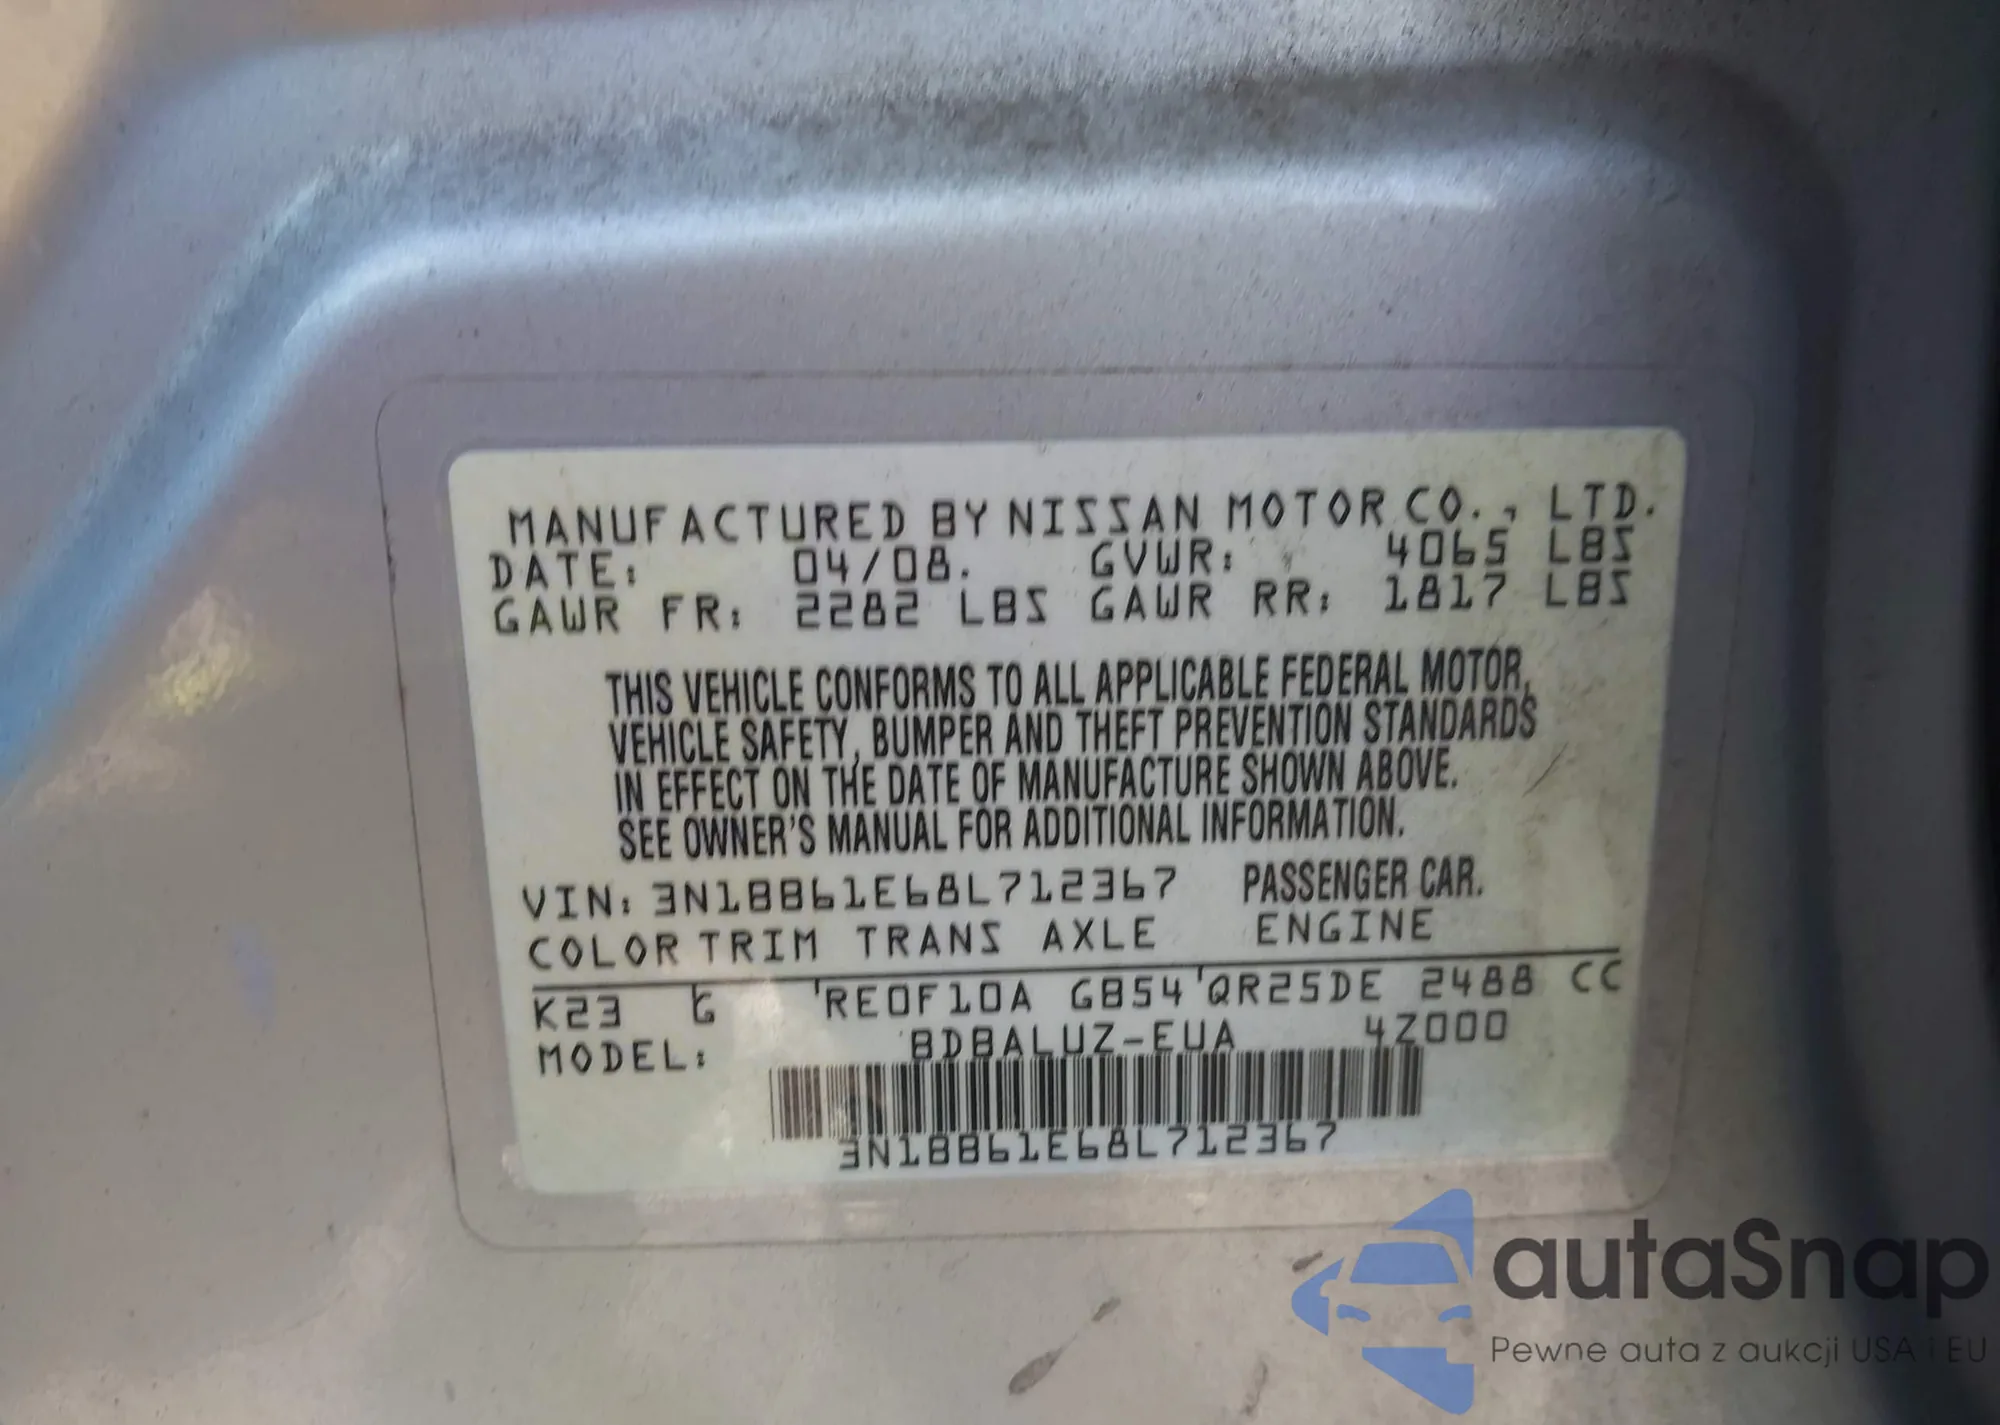 MANUFACTURED BY NISSAN MOTOR CO., LTD.
DATE: 04/08. GVWR: 4065 LBS
GAWR FR: 2282 LBS GAWR RR: 1817 LBS
THIS VEHICLE CONFORMS TO ALL APPLICABLE FEDERAL MOTOR,
VEHICLE SAFETY, BUMPER AND THEFT PREVENTION STANDARDS
IN EFFECT ON THE DATE OF MANUFACTURE SHOWN ABOVE.
SEE OWNER'S MANUAL FOR ADDITIONAL INFORMATION.
VIN: 3N1BB61E68L712367 PASSENGER CAR.
COLOR TRIM TRANS AXLE ENGINE
K23 G 'RE0F10A GB54 'QR25DE 2488 CC
MODEL: BDBALUZ-EUA 4Z000
3N1BB61E68L712367
autaSnap
Pewne auta z aukcji USA i EU